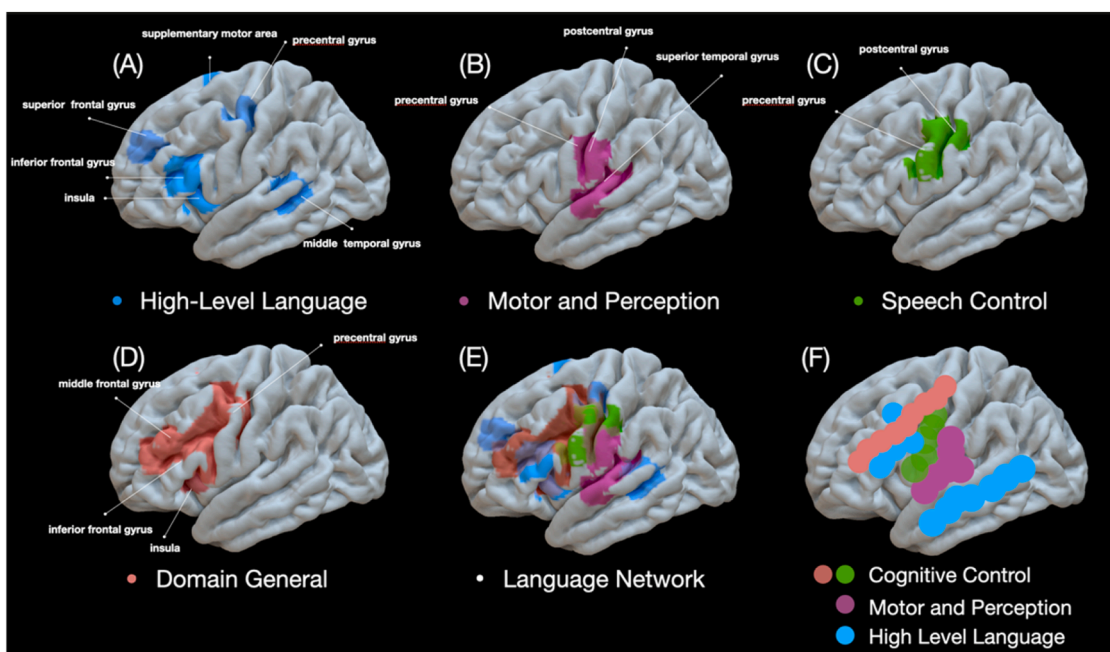 supplementary motor area
precentral gyrus
(A)
superior frontal gyrus
inferior frontal gyrus
insula
middle temporal gyrus
High-Level Language
postcentral gyrus
(B)
superior temporal gyrus
precentral gyrus
Motor and Perception
(C)
postcentral gyrus
precentral gyrus
Speech Control
(D)
precentral gyrus
middle frontal gyrus
inferior frontal gyrus
insula
Domain General
(E)
Language Network
(F)
Cognitive Control
Motor and Perception
High Level Language